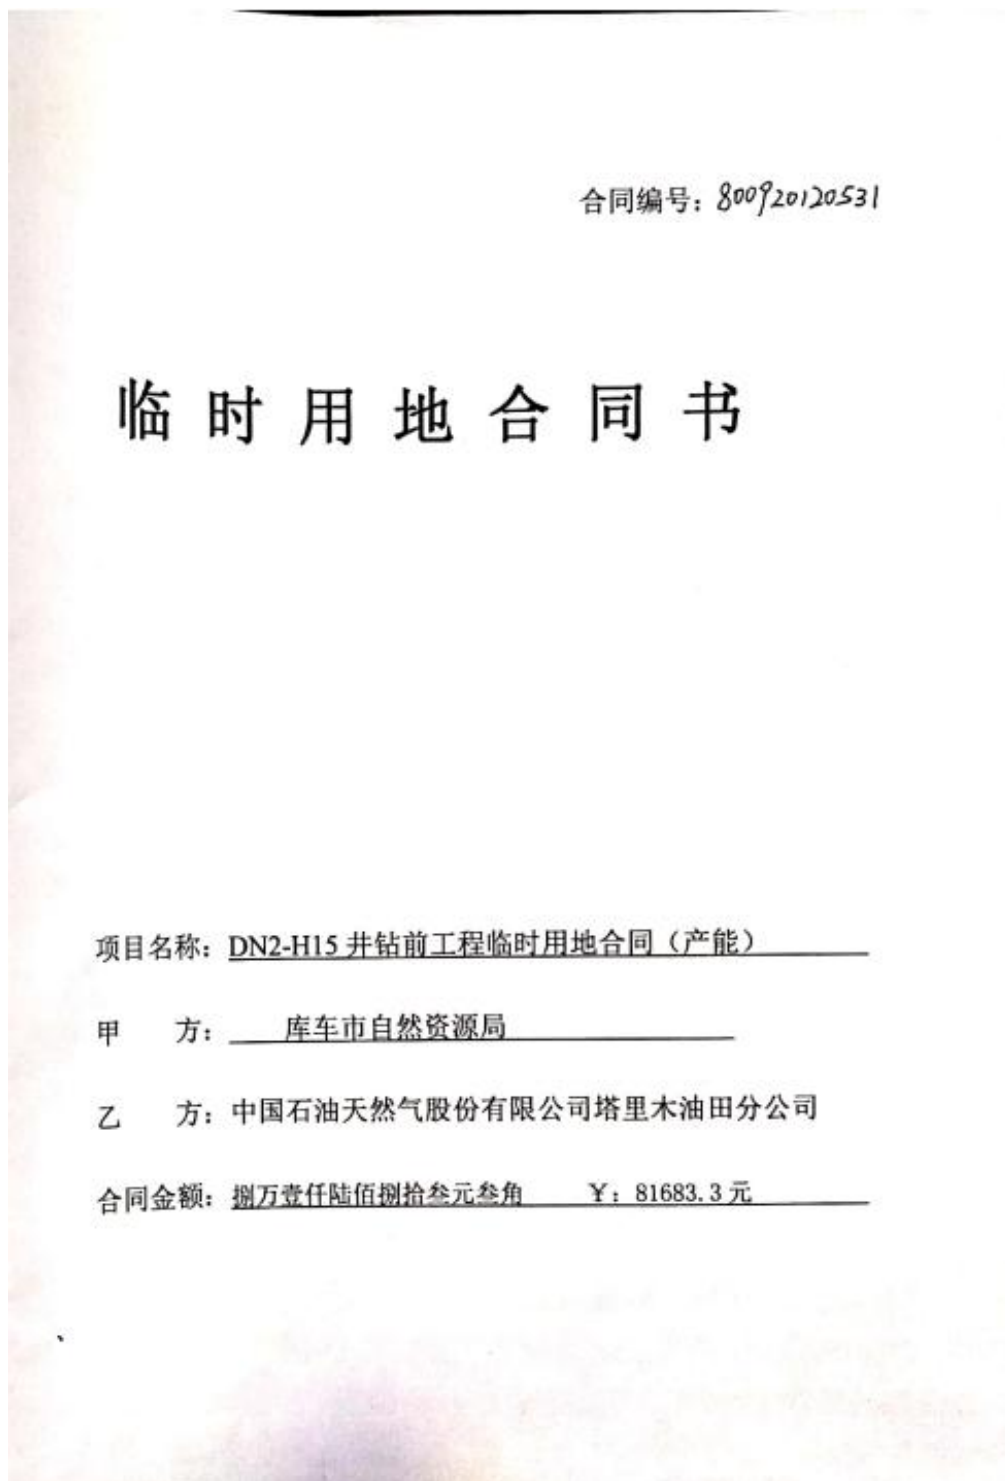 合同编号：800920120531
临时用地合同书
项目名称：DN2-H15 井钻前工程临时用地合同（产能）
甲 方： 库车市自然资源局
乙 方：中国石油天然气股份有限公司塔里木油田分公司
合同金额：捌万壹仟陆佰捌拾叁元叁角 ￥：81683.3 元